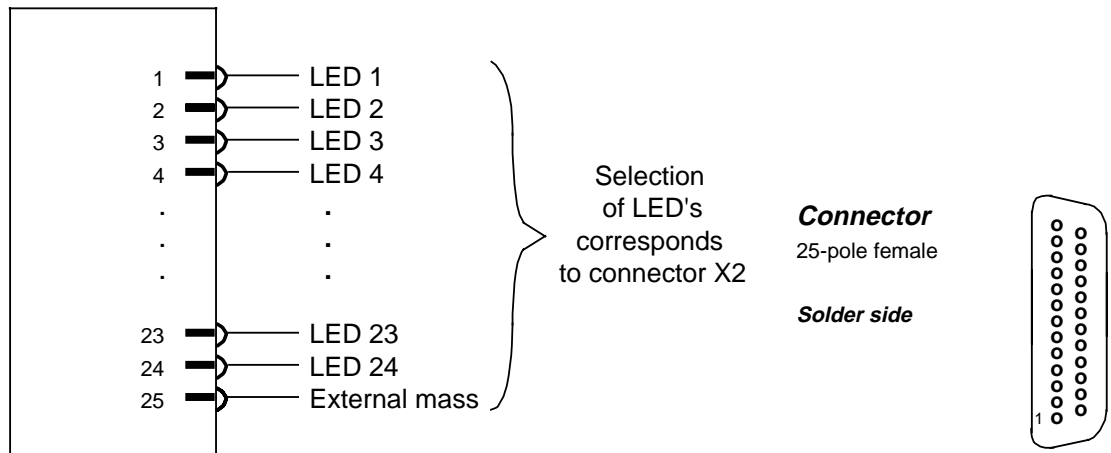 1 LED 1
2 LED 2
3 LED 3
4 LED 4
. .
. .
. .
23 LED 23
24 LED 24
25 External mass
Selection
of LED's
corresponds
to connector X2
Connector
25-pole female
Solder side
1